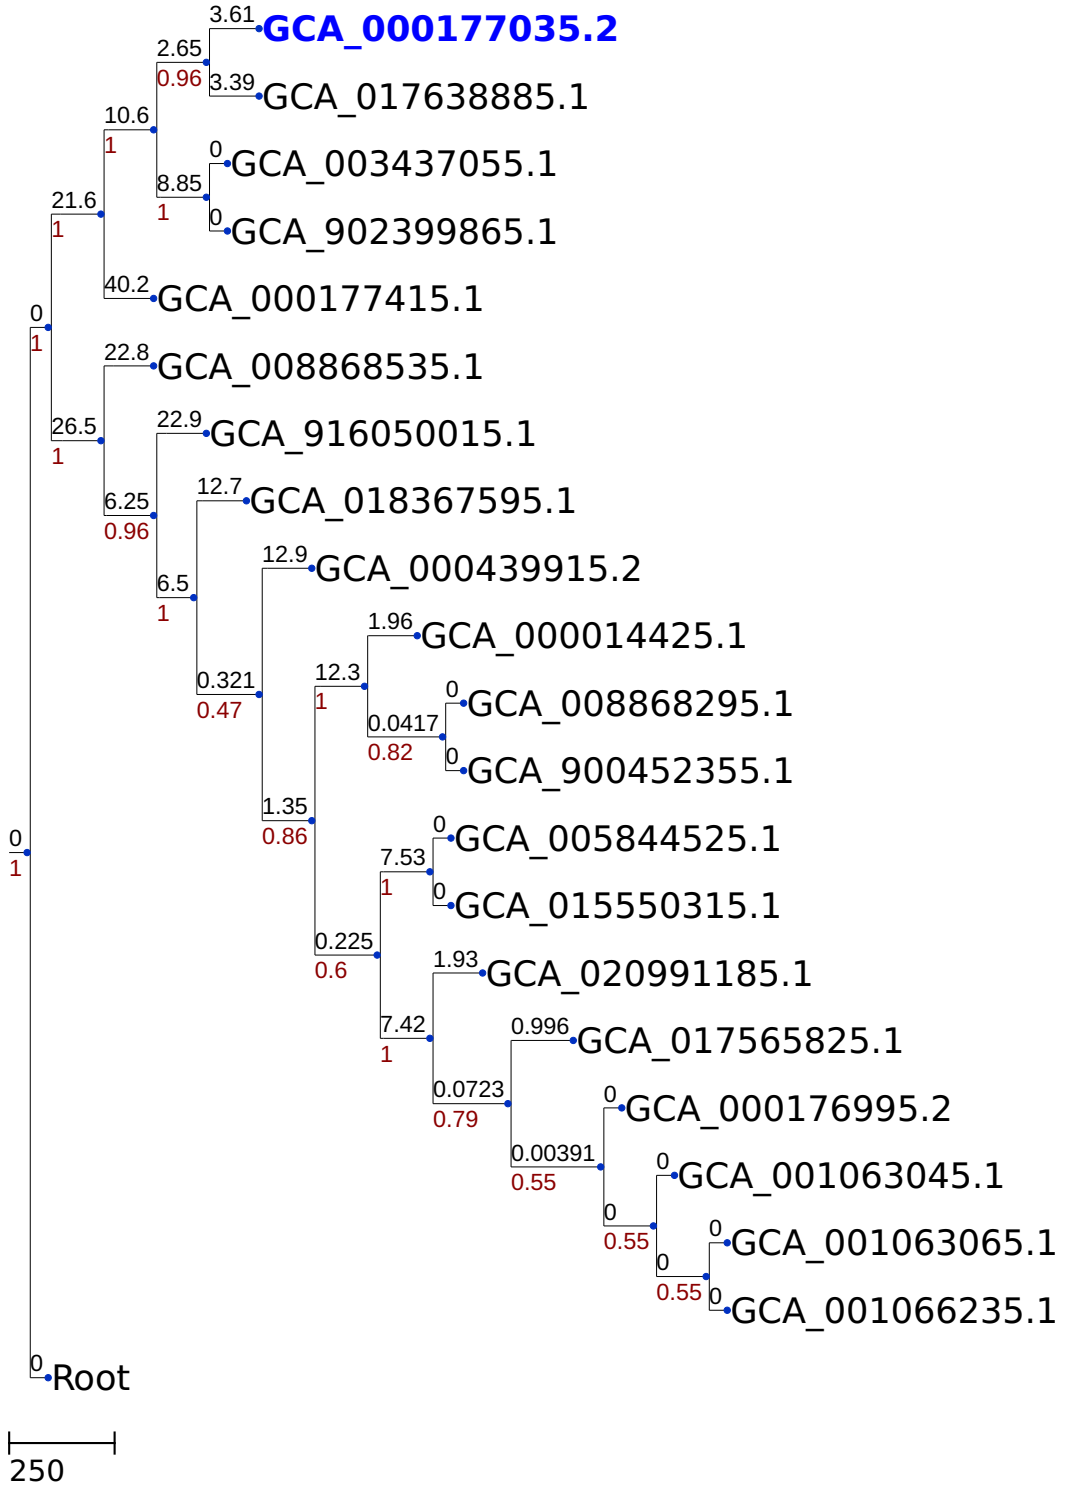 3.61
GCA_000177035.2
2.65
0.96
3.39
GCA_017638885.1
10.6
1
0
GCA_003437055.1
8.85
1
0
GCA_902399865.1
21.6
1
40.2
GCA_000177415.1
0
1
22.8
GCA_008868535.1
26.5
1
22.9
GCA_916050015.1
6.25
0.96
12.7
GCA_018367595.1
6.5
1
12.9
GCA_000439915.2
0.321
0.47
1.96
GCA_000014425.1
12.3
1
0
GCA_008868295.1
0.0417
0.82
0
GCA_900452355.1
1.35
0.86
0
GCA_005844525.1
7.53
1
0
GCA_015550315.1
0
1
0.225
0.6
1.93
GCA_020991185.1
7.42
1
0.996
GCA_017565825.1
0.0723
0.79
0
GCA_000176995.2
0.00391
0.55
0
GCA_001063045.1
0
0.55
0
GCA_001063065.1
0
0.55
0
GCA_001066235.1
0
Root
250